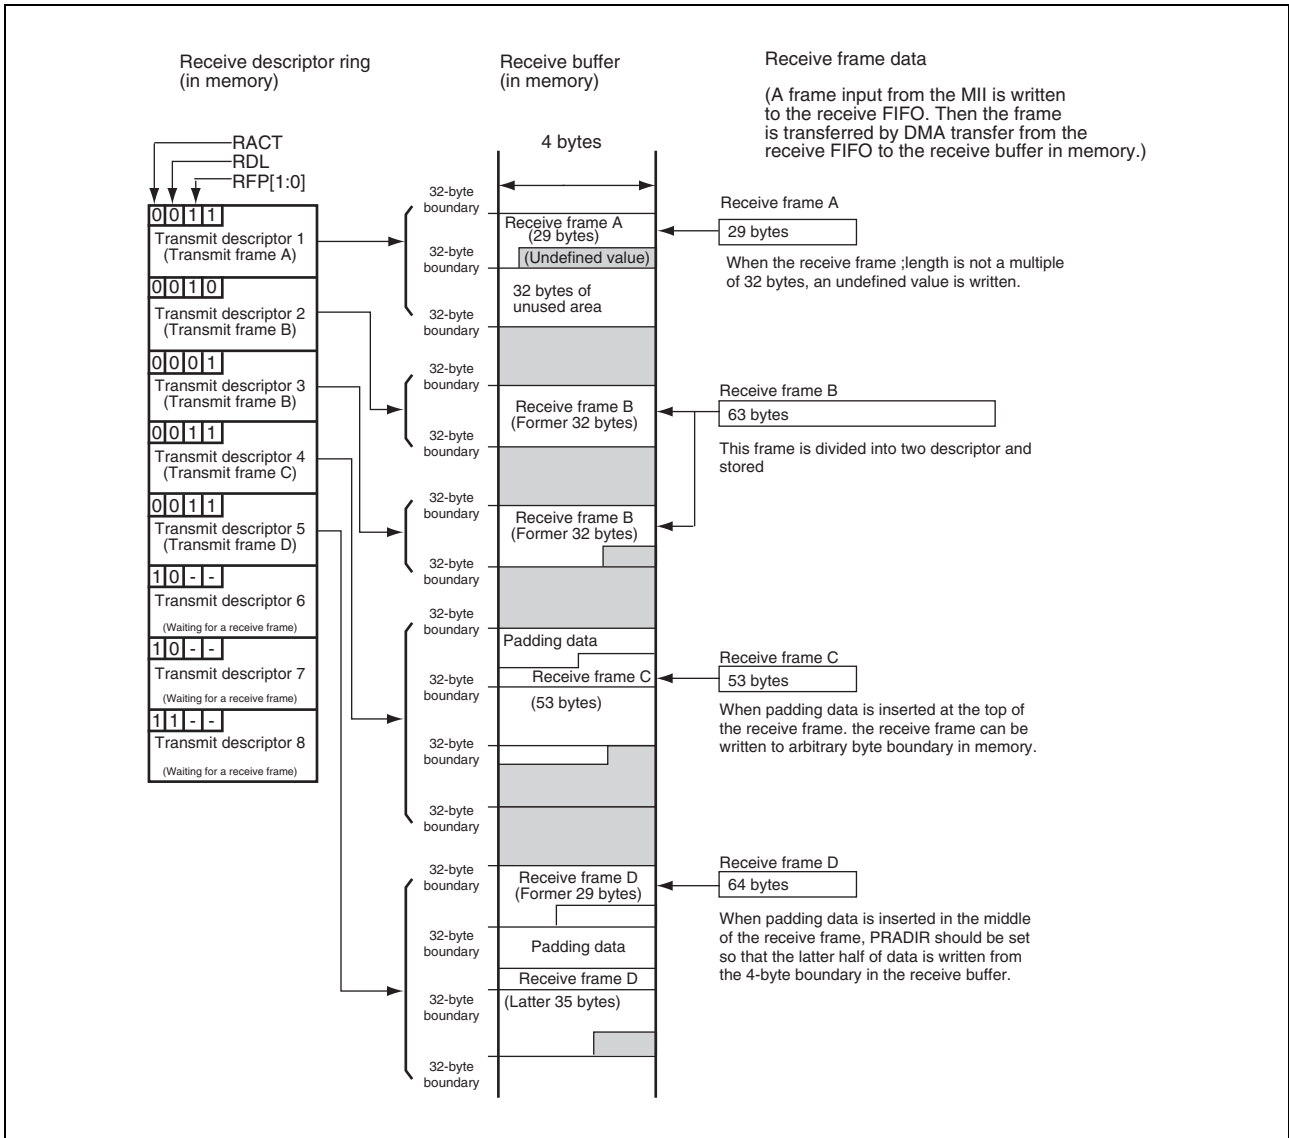 Receive descriptor ring
(in memory)
RACT
RDL
RFP[1:0]
0 0 1 1
Transmit descriptor 1
(Transmit frame A)
0 0 1 0
Transmit descriptor 2
(Transmit frame B)
0 0 0 1
Transmit descriptor 3
(Transmit frame B)
0 0 1 1
Transmit descriptor 4
(Transmit frame C)
0 0 1 1
Transmit descriptor 5
(Transmit frame D)
1 0 - -
Transmit descriptor 6
(Waiting for a receive frame)
1 0 - -
Transmit descriptor 7
(Waiting for a receive frame)
1 1 - -
Transmit descriptor 8
(Waiting for a receive frame)
Receive buffer
(in memory)
4 bytes
32-byte
boundary
32-byte
boundary
32-byte
boundary
32-byte
boundary
32-byte
boundary
32-byte
boundary
32-byte
boundary
32-byte
boundary
32-byte
boundary
32-byte
boundary
32-byte
boundary
32-byte
boundary
32-byte
boundary
32-byte
boundary
32-byte
boundary
Receive frame A
(29 bytes)
(Undefined value)
32 bytes of
unused area
Receive frame B
(Former 32 bytes)
Receive frame B
(Former 32 bytes)
Padding data
Receive frame C
(53 bytes)
Receive frame D
(Former 29 bytes)
Padding data
Receive frame D
(Latter 35 bytes)
Receive frame data
(A frame input from the MII is written
to the receive FIFO. Then the frame
is transferred by DMA transfer from the
receive FIFO to the receive buffer in memory.)
Receive frame A
29 bytes
When the receive frame ;length is not a multiple
of 32 bytes, an undefined value is written.
Receive frame B
63 bytes
This frame is divided into two descriptor and
stored
Receive frame C
53 bytes
When padding data is inserted at the top of
the receive frame. the receive frame can be
written to arbitrary byte boundary in memory.
Receive frame D
64 bytes
When padding data is inserted in the middle
of the receive frame, PRADIR should be set
so that the latter half of data is written from
the 4-byte boundary in the receive buffer.